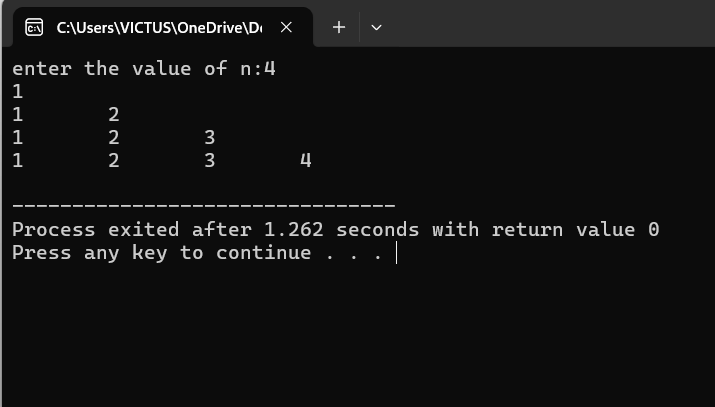 C:\Users\VICTUS\OneDrive\De
enter the value of n:4
1
1 2
1 2 3
1 2 3 4
--------------------------------
Process exited after 1.262 seconds with return value 0
Press any key to continue . . .